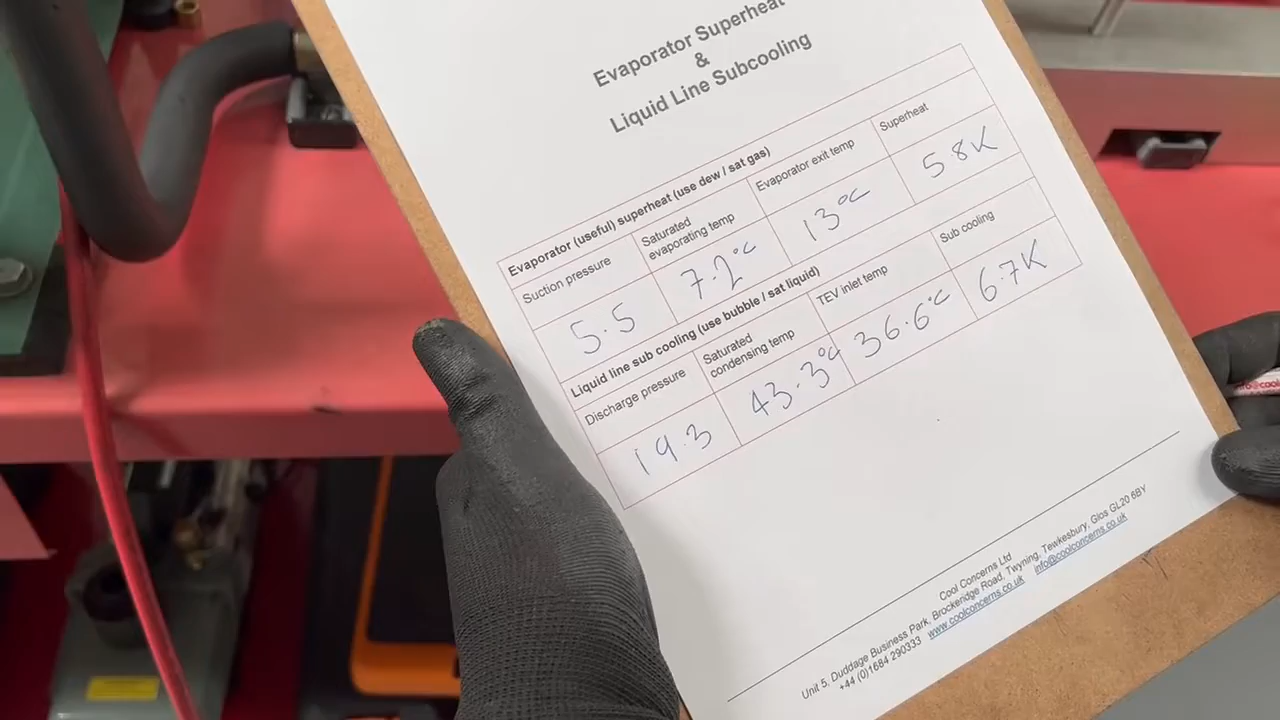 Evaporator Superheat
&
Liquid Line Subcooling
Evaporator (useful) superheat (use dew / sat gas)
Suction pressure
Saturated
evaporating temp
Evaporator exit temp
Superheat
5.5
7.2°C
13°C
5.8K
Liquid line sub cooling (use bubble / sat liquid)
Discharge pressure
Saturated
condensing temp
TEV inlet temp
Sub cooling
19.3
43.3°C
36.6°C
6.7K
Cool Concerns Ltd
Unit 5, Duddage Business Park, Brockeridge Road, Twyning, Tewkesbury, Glos GL20 6BY
+44 (0)1684 290333 www.coolconcerns.co.uk info@coolconcerns.co.uk